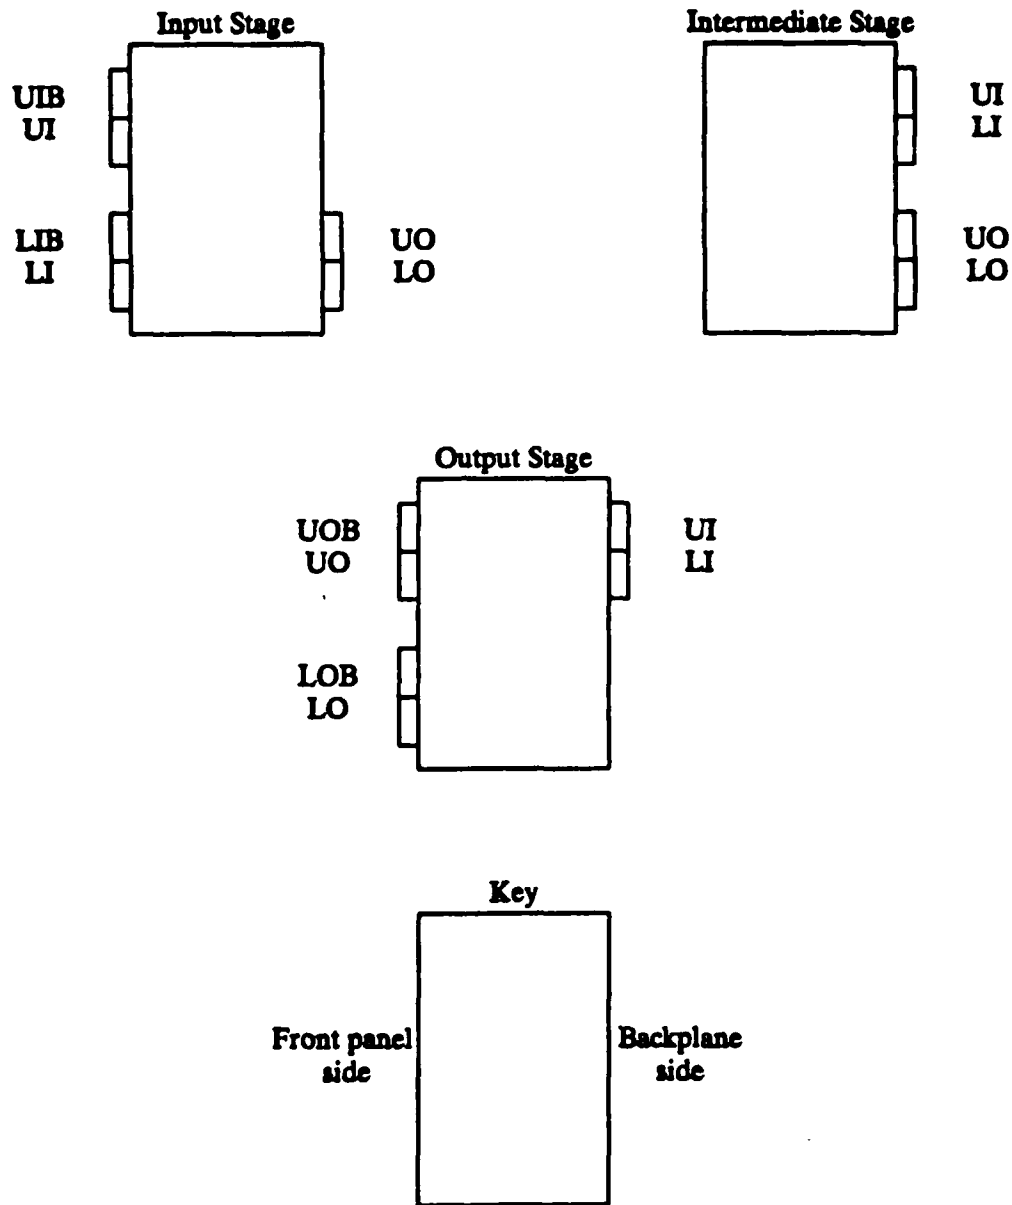 Input Stage
UIB
UI
LIB
LI
UO
LO
Intermediate Stage
UI
LI
UO
LO
Output Stage
UOB
UO
LOB
LO
UI
LI
Key
Front panel
side
Backplane
side